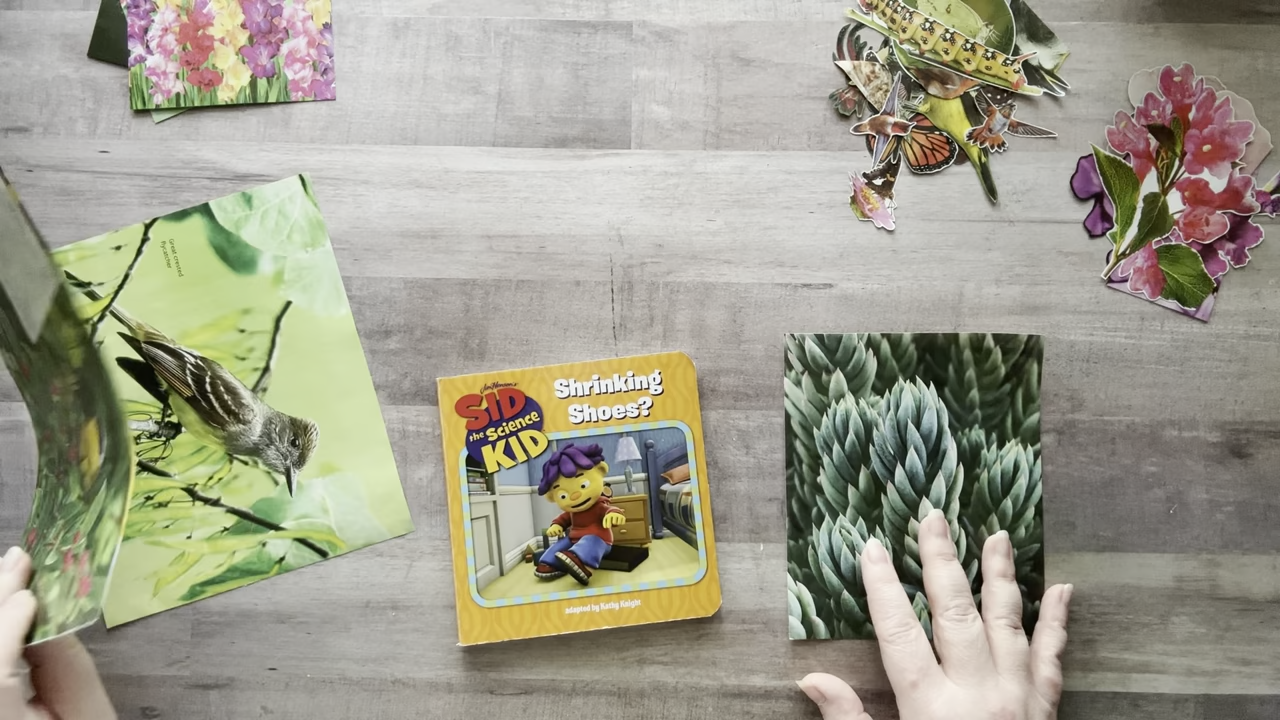 Great crested
flycatcher
Jim Henson's
SID
the Science
KID
Shrinking
Shoes?
adapted by Kathy Knight